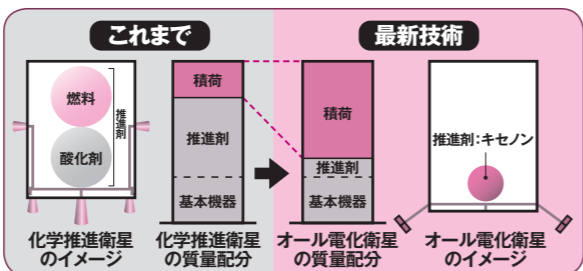 これまで
最新技術
燃料
酸化剤
推進剤
積荷
推進剤
基本機器
積荷
推進剤
基本機器
推進剤:キセノン
化学推進衛星
のイメージ
化学推進衛星
の質量配分
オール電化衛星
の質量配分
オール電化衛星
のイメージ